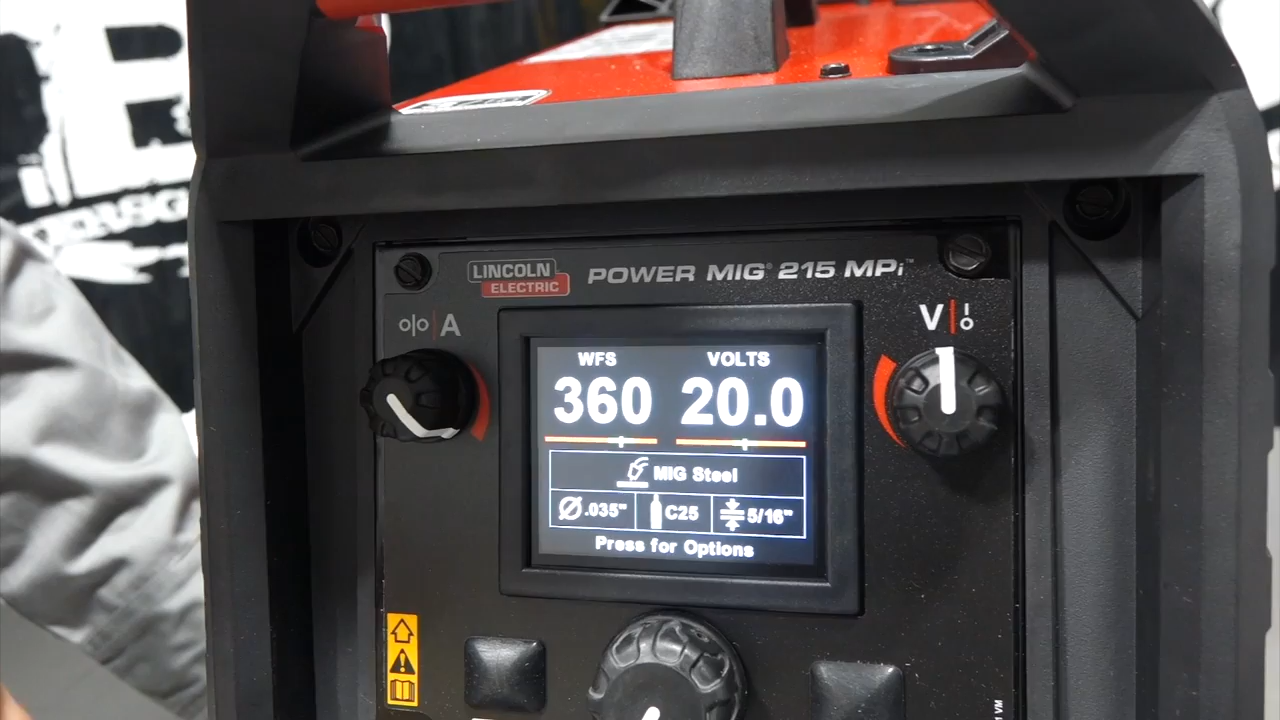 LINCOLN
ELECTRIC
POWER MIG® 215 MPi™
A
V
WFS VOLTS
360 20.0
MIG Steel
.035" C25 5/16"
Press for Options